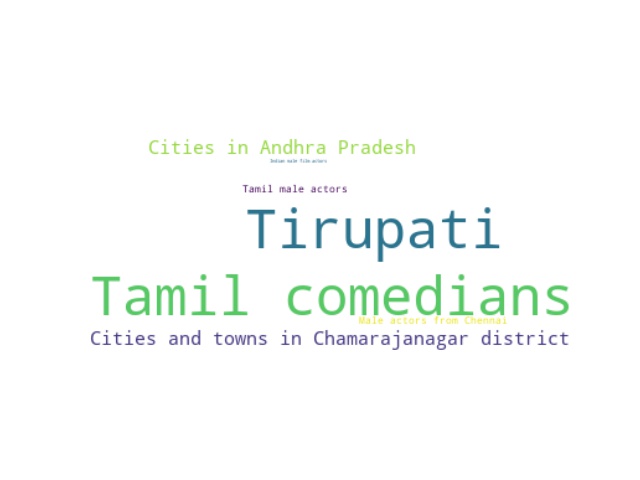 Cities in Andhra Pradesh
Indian male film actors
Tamil male actors
Tirupati
Tamil comedians
Male actors from Chennai
Cities and towns in Chamarajanagar district